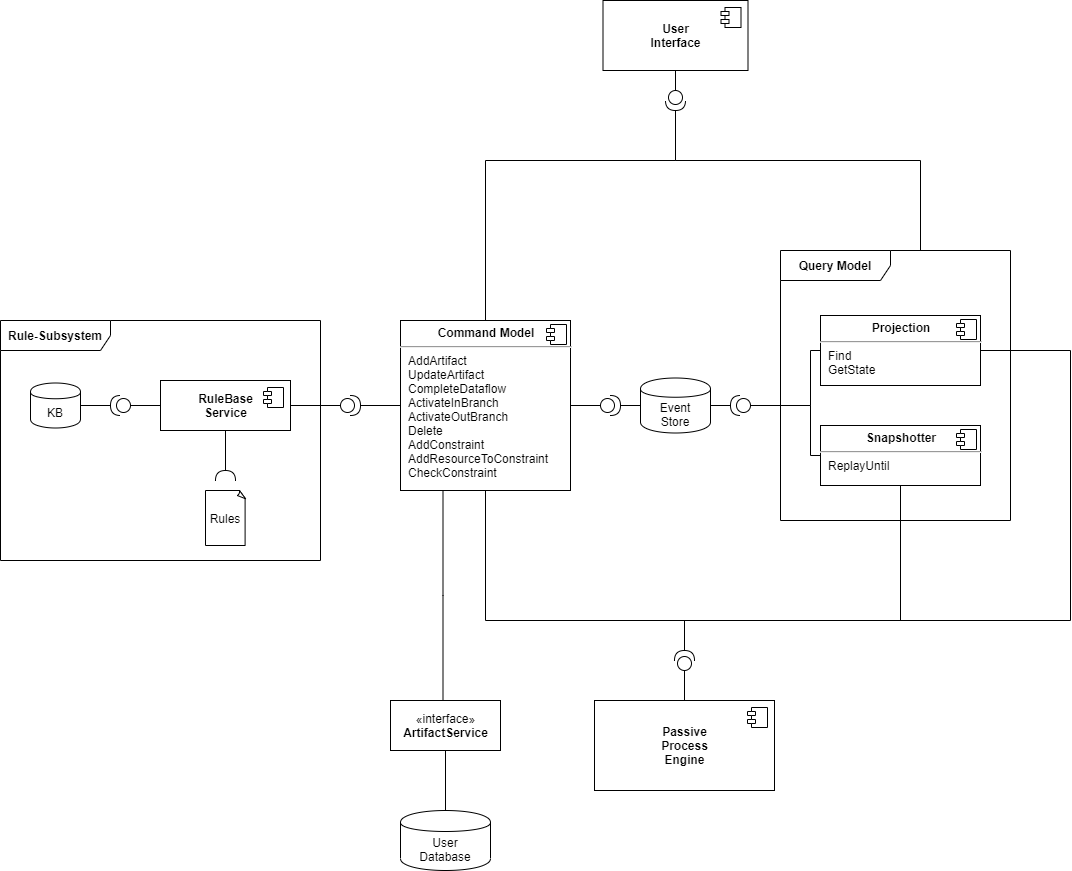 User
Interface
Query Model
Projection
Find
GetState
Snapshotter
ReplayUntil
Rule-Subsystem
KB
RuleBase
Service
Rules
Command Model
AddArtifact
UpdateArtifact
CompleteDataflow
ActivateInBranch
ActivateOutBranch
Delete
AddConstraint
AddResourceToConstraint
CheckConstraint
Event
Store
«interface»
ArtifactService
User
Database
Passive
Process
Engine